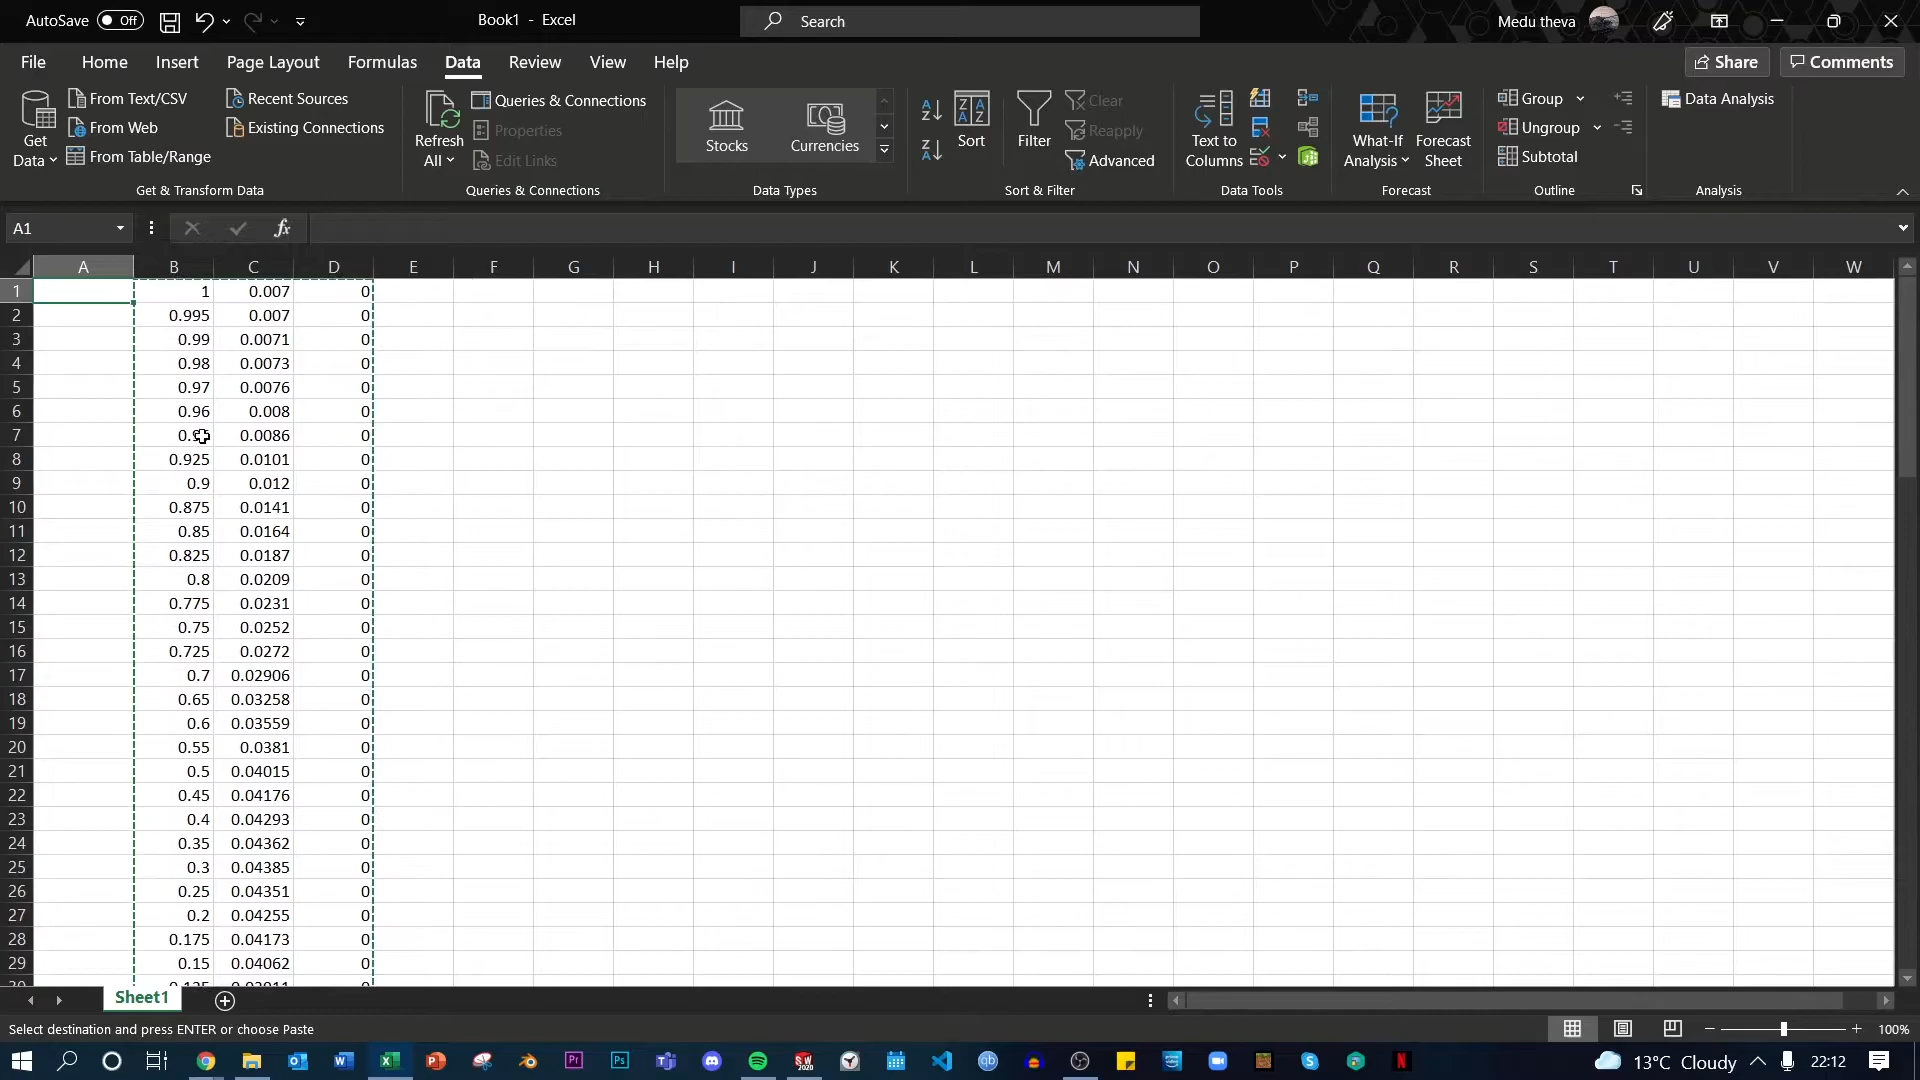 AutoSave Off Book1 - Excel Search Medu theva
File Home Insert Page Layout Formulas Data Review View Help Share Comments
Get Data From Text/CSV From Web From Table/Range Recent Sources Existing Connections
Refresh All Queries & Connections Properties Edit Links
Stocks Currencies
Sort Filter Clear Reapply Advanced
Text to Columns
What-If Analysis Forecast Sheet
Group Ungroup Subtotal
Data Analysis
Get & Transform Data Queries & Connections Data Types Sort & Filter Data Tools Forecast Outline Analysis
A1 fx
A B C D E F G H I J K L M N O P Q R S T U V W
1 1 0.007 0
2 0.995 0.007 0
3 0.99 0.0071 0
4 0.98 0.0073 0
5 0.97 0.0076 0
6 0.96 0.008 0
7 0.0086 0
8 0.925 0.0101 0
9 0.9 0.012 0
10 0.875 0.0141 0
11 0.85 0.0164 0
12 0.825 0.0187 0
13 0.8 0.0209 0
14 0.775 0.0231 0
15 0.75 0.0252 0
16 0.725 0.0272 0
17 0.7 0.02906 0
18 0.65 0.03258 0
19 0.6 0.03559 0
20 0.55 0.0381 0
21 0.5 0.04015 0
22 0.45 0.04176 0
23 0.4 0.04293 0
24 0.35 0.04362 0
25 0.3 0.04385 0
26 0.25 0.04351 0
27 0.2 0.04255 0
28 0.175 0.04173 0
29 0.15 0.04062 0
Sheet1
Select destination and press ENTER or choose Paste 100%
13°C Cloudy 22:12